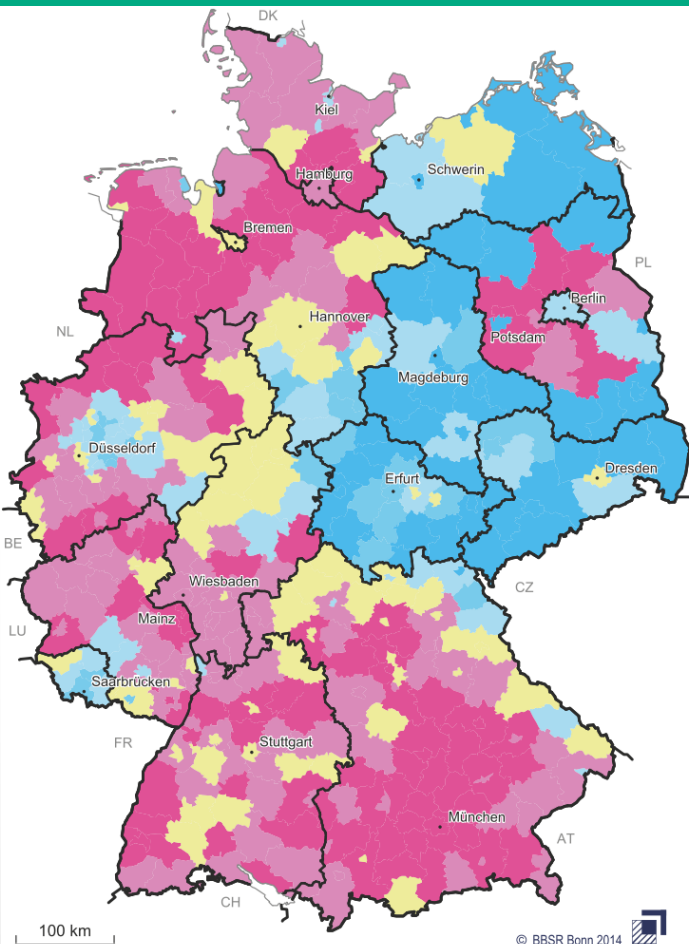 DK
Kiel
Schwerin
Hamburg
Bremen
PL
Berlin
Hannover
NL
Potsdam
Magdeburg
Düsseldorf
Erfurt
Dresden
BE
Wiesbaden
CZ
LU
Mainz
Saarbrücken
FR
Stuttgart
München
AT
CH
100 km
© BBSR Bonn 2014